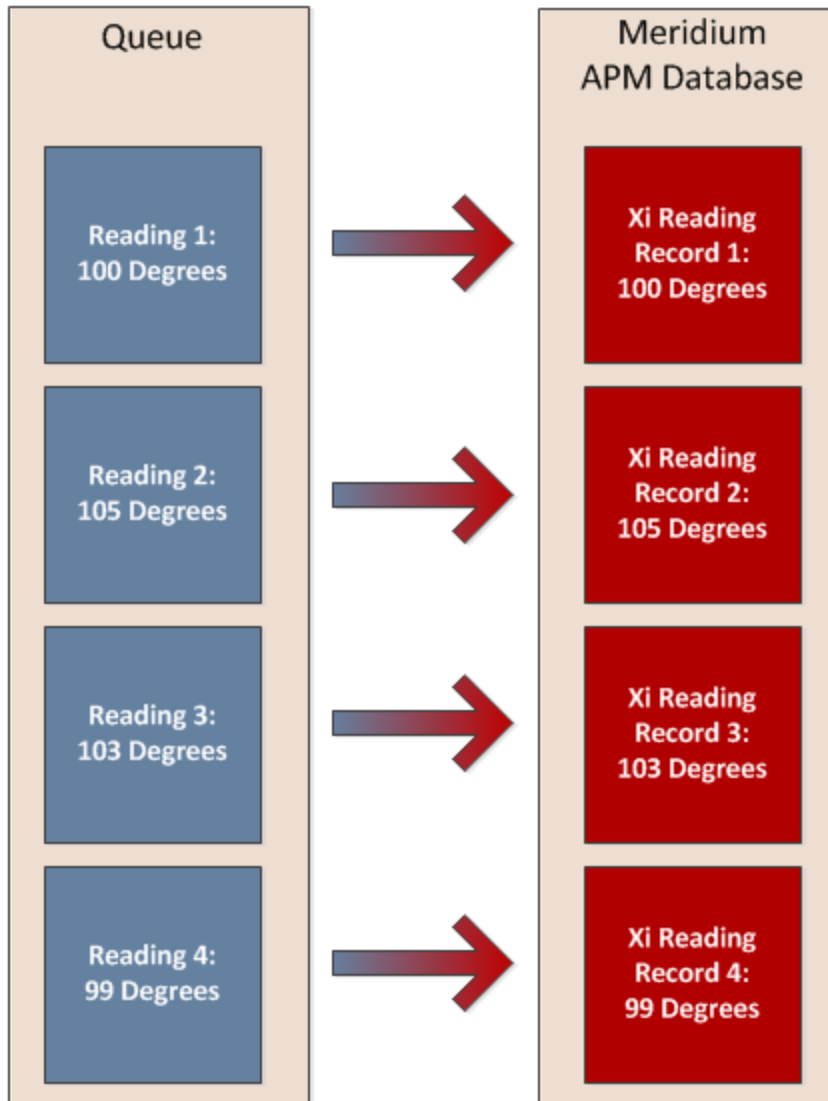 Queue
Meridium
APM Database
Reading 1:
100 Degrees
Xi Reading
Record 1:
100 Degrees
Reading 2:
105 Degrees
Xi Reading
Record 2:
105 Degrees
Reading 3:
103 Degrees
Xi Reading
Record 3:
103 Degrees
Reading 4:
99 Degrees
Xi Reading
Record 4:
99 Degrees